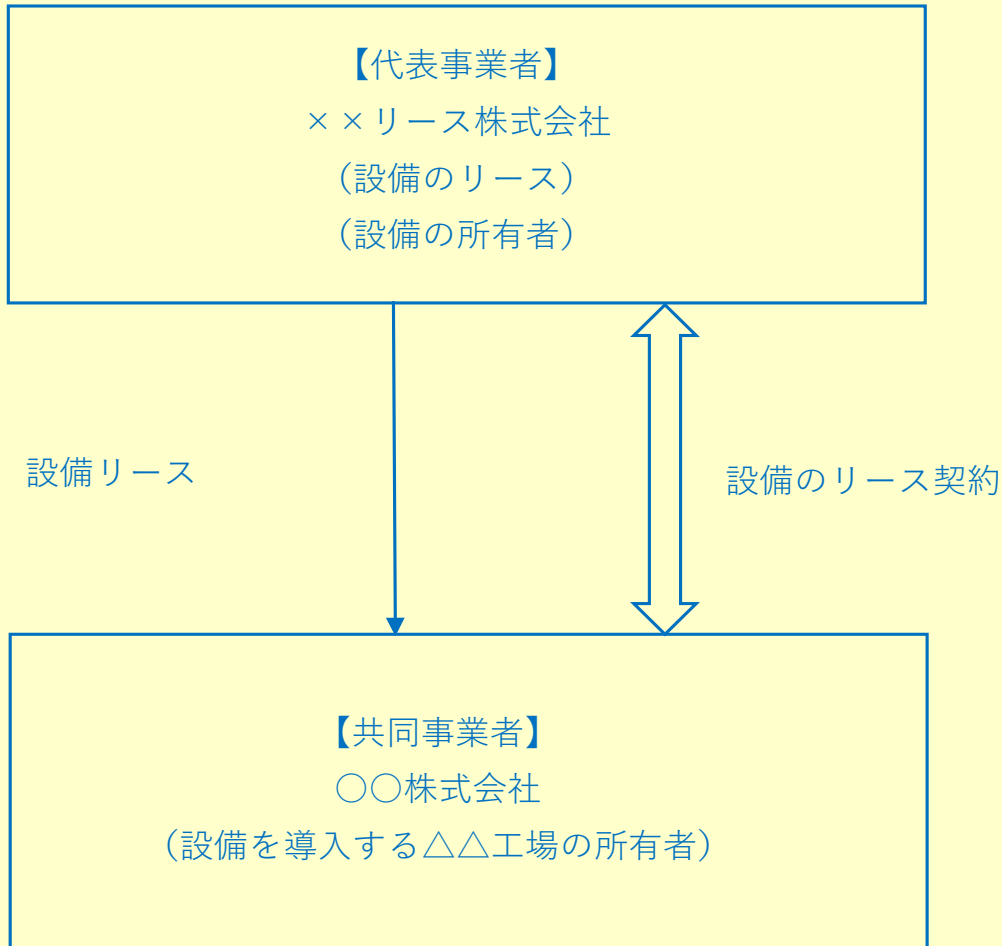 【代表事業者】
××リース株式会社
（設備のリース）
（設備の所有者）
設備リース
設備のリース契約
【共同事業者】
○○株式会社
（設備を導入する△△工場の所有者）